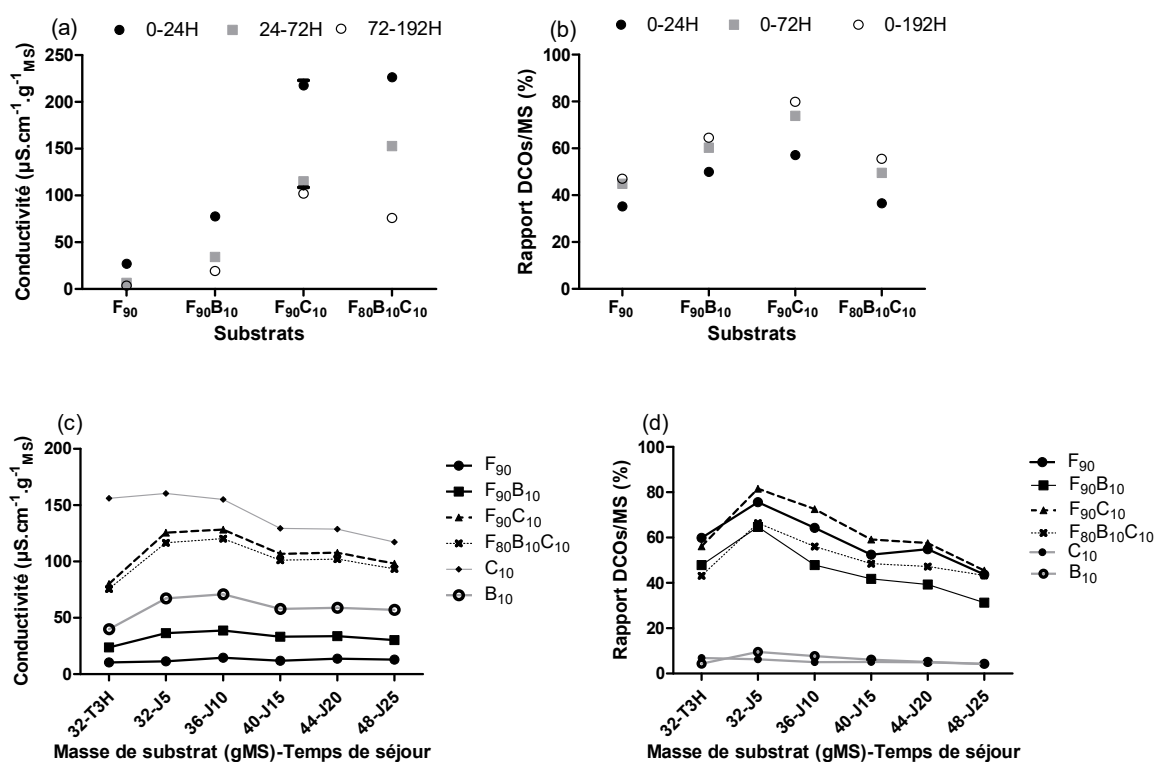 (a)
0-24H 24-72H 72-192H
Conductivité (µS.cm⁻¹.g⁻¹MS)
250
200
150
100
50
0
F₉₀ F₉₀B₁₀ F₉₀C₁₀ F₈₀B₁₀C₁₀
Substrats
(b)
0-24H 0-72H 0-192H
Rapport DCOs/MS (%)
100
80
60
40
20
0
F₉₀ F₉₀B₁₀ F₉₀C₁₀ F₈₀B₁₀C₁₀
Substrats
(c)
Conductivité (µS.cm⁻¹.g⁻¹MS)
200
150
100
50
0
32-T3H 32-J5 36-J10 40-J15 44-J20 48-J25
Masse de substrat (gMS)-Temps de séjour
F₉₀
F₉₀B₁₀
F₉₀C₁₀
F₈₀B₁₀C₁₀
C₁₀
B₁₀
(d)
Rapport DCOs/MS (%)
100
80
60
40
20
0
32-T3H 32-J5 36-J10 40-J15 44-J20 48-J25
Masse de substrat (gMS)-Temps de séjour
F₉₀
F₉₀B₁₀
F₉₀C₁₀
F₈₀B₁₀C₁₀
C₁₀
B₁₀